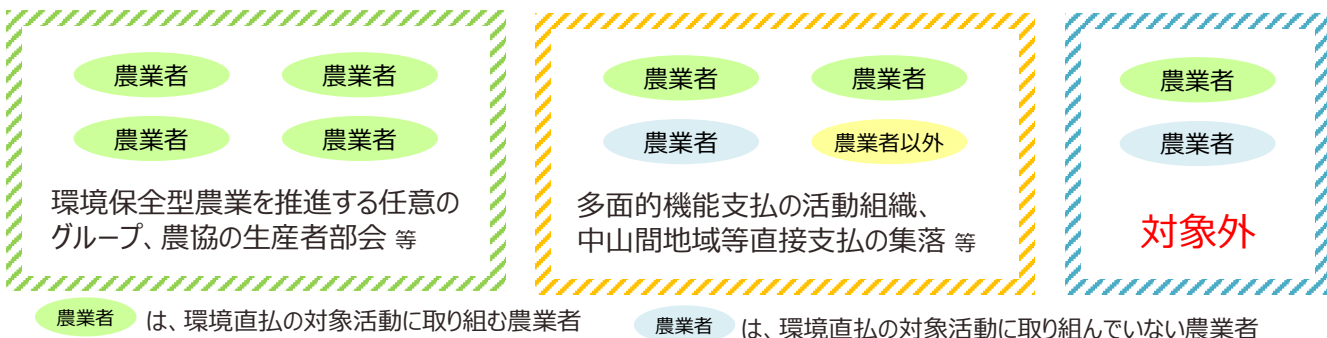 農業者
農業者
農業者
農業者
環境保全型農業を推進する任意の
グループ、農協の生産者部会 等
農業者
農業者
農業者
農業者以外
多面的機能支払の活動組織、
中山間地域等直接支払の集落 等
農業者
農業者
対象外
農業者 は、環境直払の対象活動に取り組む農業者
農業者 は、環境直払の対象活動に取り組んでいない農業者